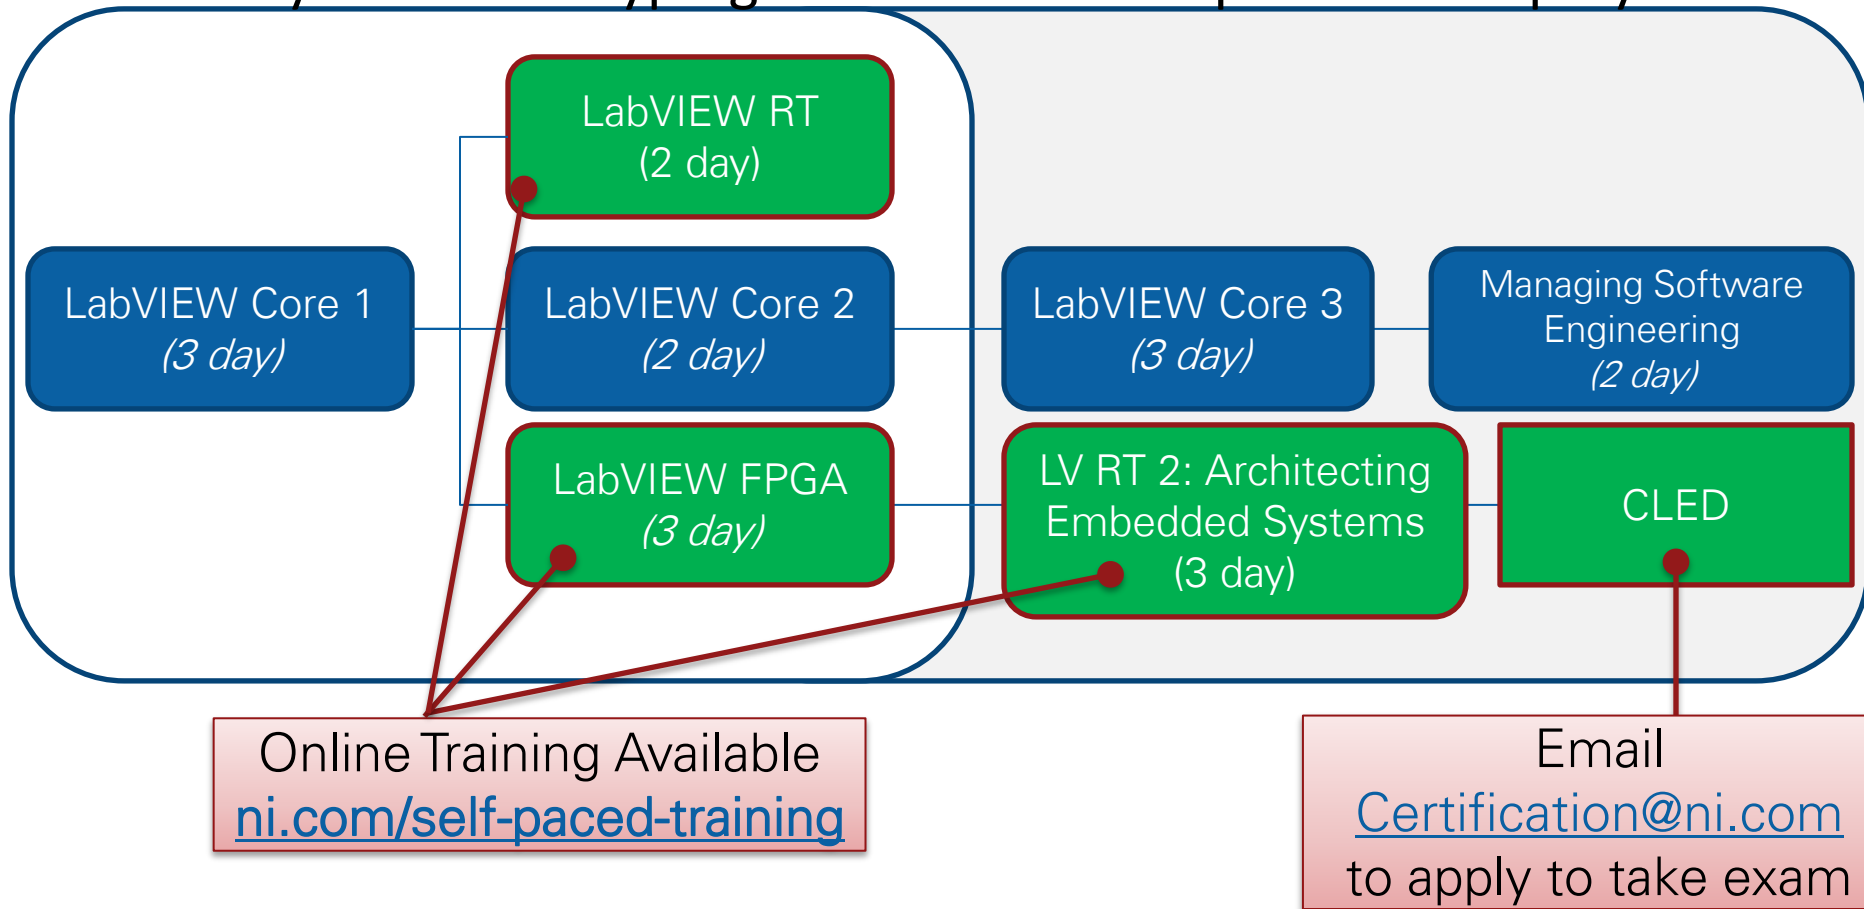 LabVIEW RT
(2 day)
LabVIEW Core 1
(3 day)
LabVIEW Core 2
(2 day)
LabVIEW Core 3
(3 day)
Managing Software
Engineering
(2 day)
LabVIEW FPGA
(3 day)
LV RT 2: Architecting
Embedded Systems
(3 day)
CLED
Online Training Available
ni.com/self-paced-training
Email
Certification@ni.com
to apply to take exam